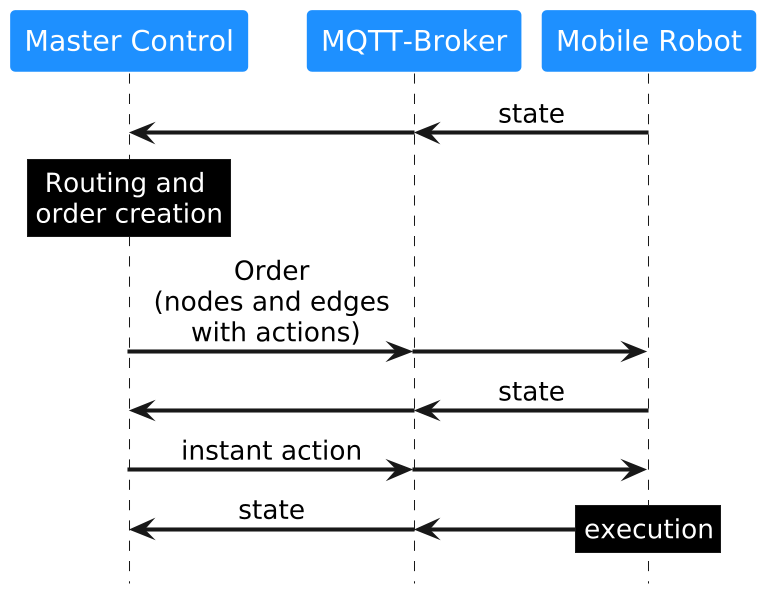 Master Control
MQTT-Broker
Mobile Robot
state
Routing and
order creation
Order
(nodes and edges
with actions)
state
instant action
state
execution